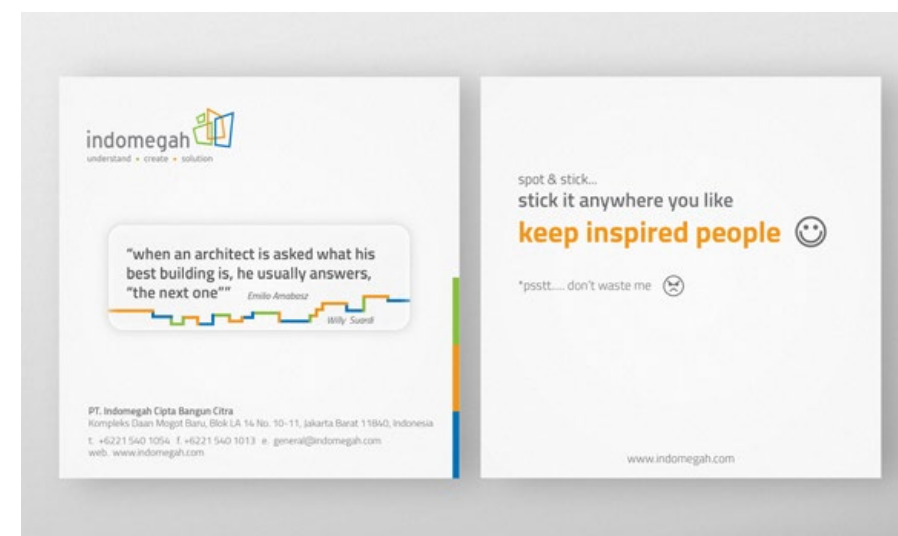 indomegah
understand • create • solution
"when an architect is asked what his
best building is, he usually answers,
"the next one"" Emilio Amabasz
Willy Suardi
PT. Indomegah Cipta Bangun Citra
Kompleks Daan Mogot Baru, Blok LA 14 No. 10-11, Jakarta Barat 11840, Indonesia
t. +6221 540 1054 f. +6221 540 1013 e. general@indomegah.com
web. www.indomegah.com
spot & stick...
stick it anywhere you like
keep inspired people
*psstt.... don't waste me
www.indomegah.com